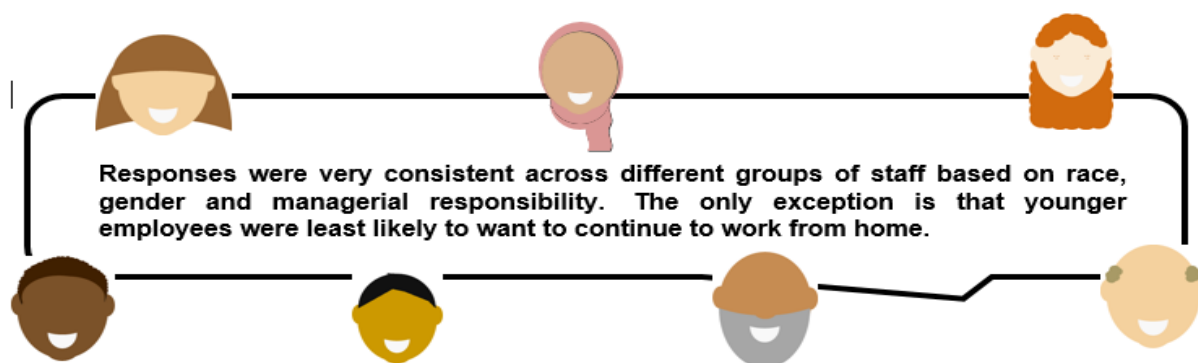 Responses were very consistent across different groups of staff based on race,
gender and managerial responsibility. The only exception is that younger
employees were least likely to want to continue to work from home.